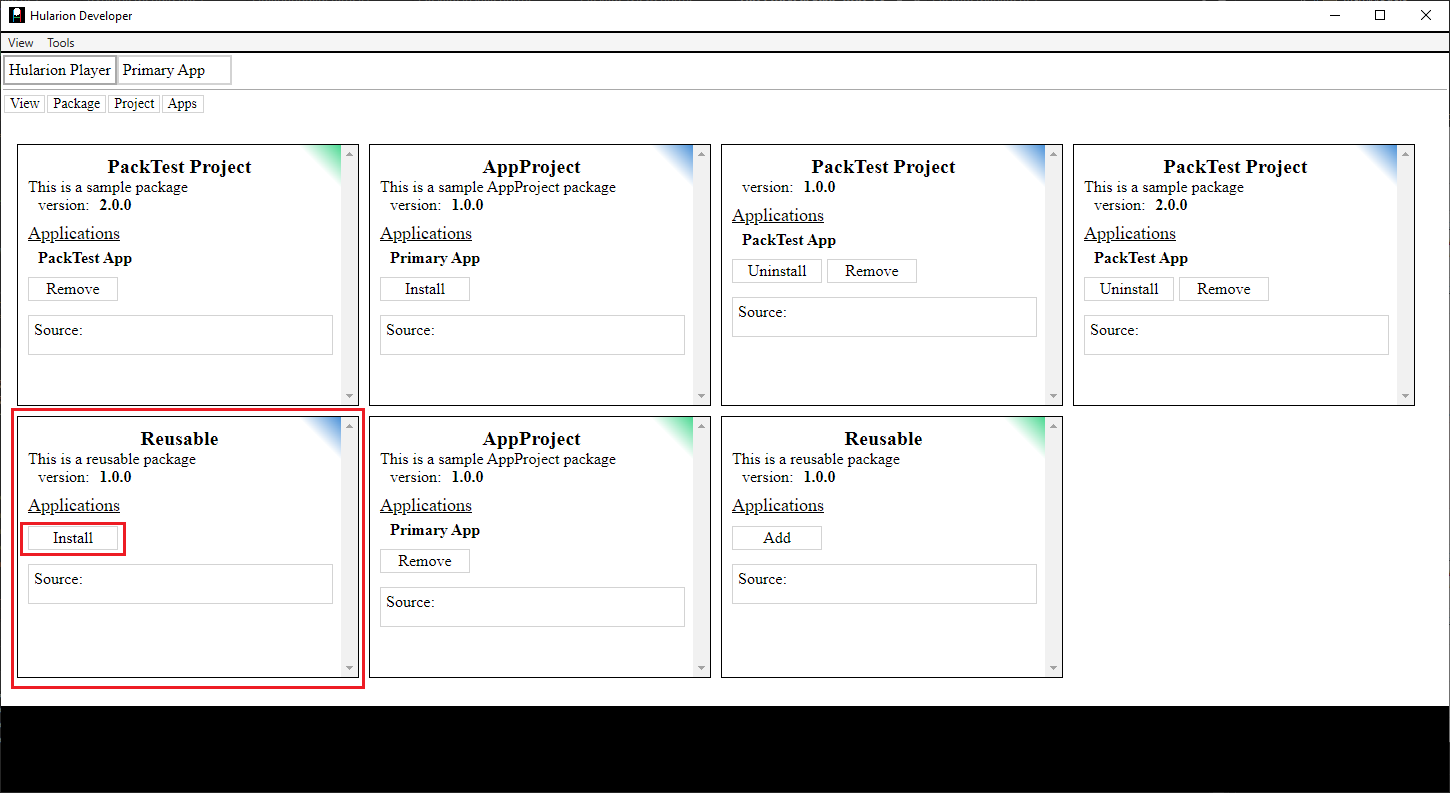 Hularion Developer
View Tools
Hularion Player Primary App
View Package Project Apps
PackTest Project
This is a sample package
version: 2.0.0
Applications
PackTest App
Remove
Source:
AppProject
This is a sample AppProject package
version: 1.0.0
Applications
Primary App
Install
Source:
PackTest Project
version: 1.0.0
Applications
PackTest App
Uninstall Remove
Source:
PackTest Project
This is a sample package
version: 2.0.0
Applications
PackTest App
Uninstall Remove
Source:
Reusable
This is a reusable package
version: 1.0.0
Applications
Install
Source:
AppProject
This is a sample AppProject package
version: 1.0.0
Applications
Primary App
Remove
Source:
Reusable
This is a reusable package
version: 1.0.0
Applications
Add
Source: